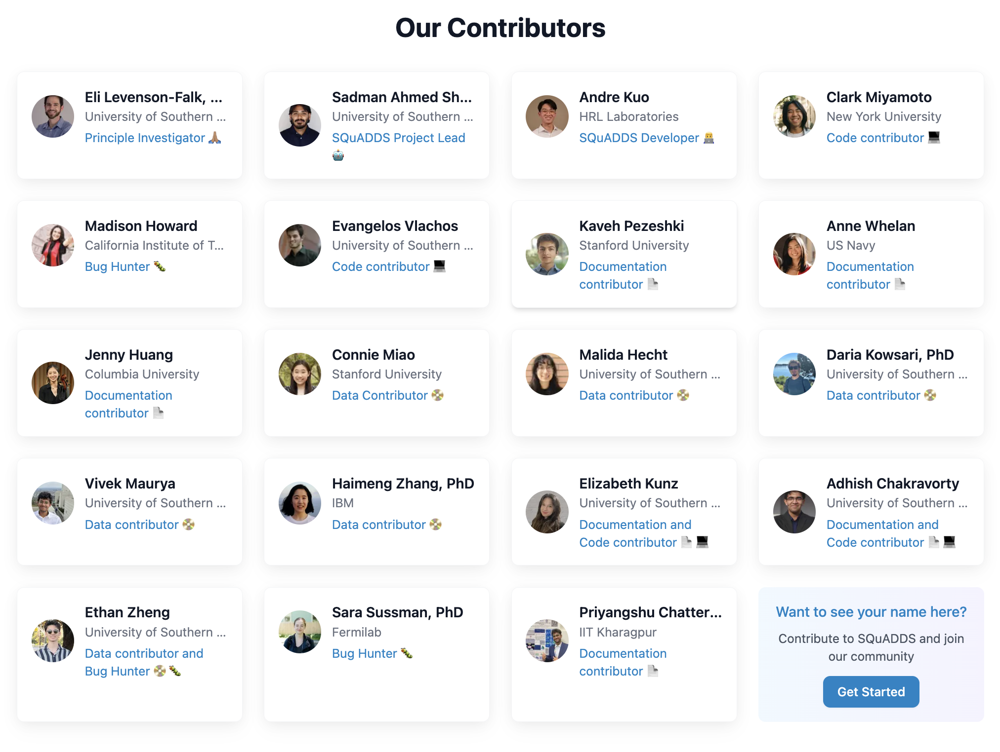 Our Contributors
Eli Levenson-Falk, ...
University of Southern ...
Principle Investigator 🙏🏽
Sadman Ahmed Sh...
University of Southern ...
SQuADDS Project Lead
🤖
Andre Kuo
HRL Laboratories
SQuADDS Developer 👨‍💻
Clark Miyamoto
New York University
Code contributor 💻
Madison Howard
California Institute of T...
Bug Hunter 🐛
Evangelos Vlachos
University of Southern ...
Code contributor 💻
Kaveh Pezeshki
Stanford University
Documentation
contributor 📄
Anne Whelan
US Navy
Documentation
contributor 📄
Jenny Huang
Columbia University
Documentation
contributor 📄
Connie Miao
Stanford University
Data Contributor 📀
Malida Hecht
University of Southern ...
Data contributor 📀
Daria Kowsari, PhD
University of Southern ...
Data contributor 📀
Vivek Maurya
University of Southern ...
Data contributor 📀
Haimeng Zhang, PhD
IBM
Data contributor 📀
Elizabeth Kunz
University of Southern ...
Documentation and
Code contributor 📄 💻
Adhish Chakravorty
University of Southern ...
Documentation and
Code contributor 📄 💻
Ethan Zheng
University of Southern ...
Data contributor and
Bug Hunter 📀 🐛
Sara Sussman, PhD
Fermilab
Bug Hunter 🐛
Priyangshu Chatter...
IIT Kharagpur
Documentation
contributor 📄
Want to see your name here?
Contribute to SQuADDS and join
our community
Get Started